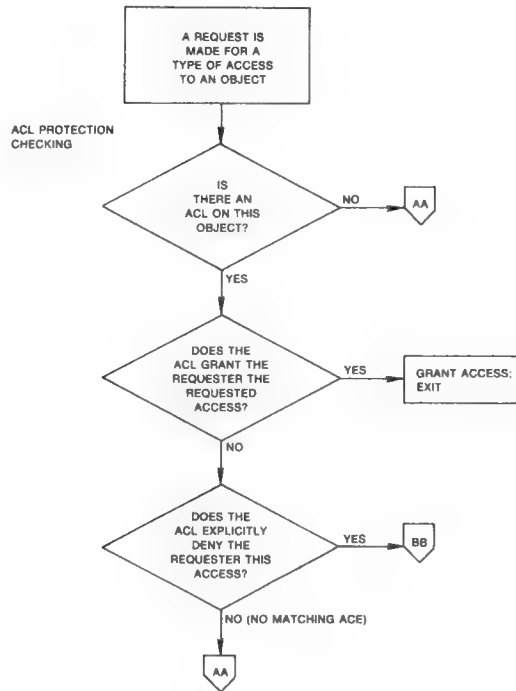 A REQUEST IS
MADE FOR A
TYPE OF ACCESS
TO AN OBJECT
ACL PROTECTION
CHECKING
IS
THERE AN
ACL ON THIS
OBJECT?
NO
AA
YES
DOES THE
ACL GRANT THE
REQUESTER THE
REQUESTED
ACCESS?
YES
GRANT ACCESS;
EXIT
NO
DOES THE
ACL EXPLICITLY
DENY THE
REQUESTER THIS
ACCESS?
YES
BB
NO (NO MATCHING ACE)
AA